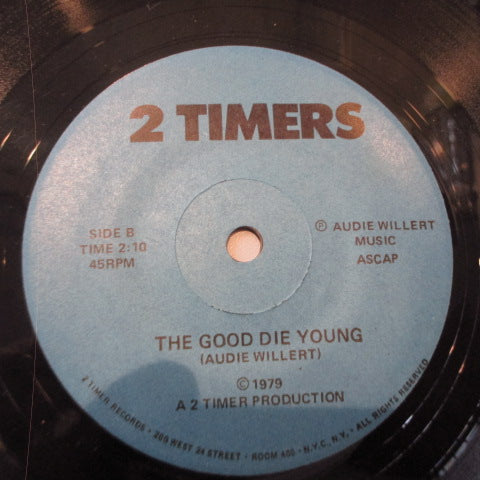 2 TIMERS
SIDE B
TIME 2:10
45RPM
℗ AUDIE WILLERT
MUSIC
ASCAP
THE GOOD DIE YOUNG
(AUDIE WILLERT)
© 1979
A 2 TIMER PRODUCTION
2 TIMER RECORDS • 209 WEST 24 STREET • ROOM 400 • N.Y.C. N.Y. • ALL RIGHTS RESERVED